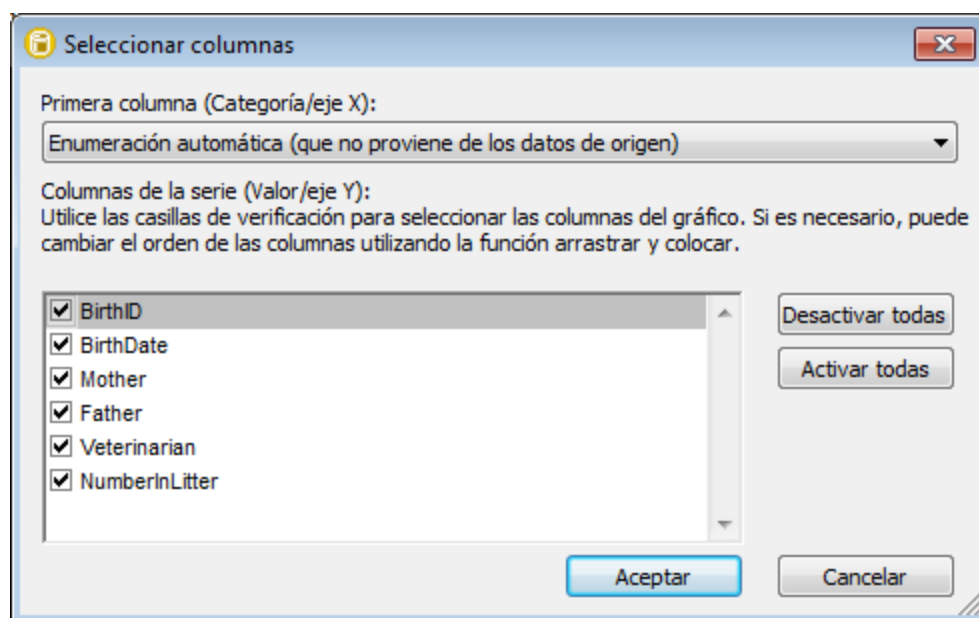 Seleccionar columnas
Primera columna (Categoría/eje X):
Enumeración automática (que no proviene de los datos de origen)
Columnas de la serie (Valor/eje Y):
Utilice las casillas de verificación para seleccionar las columnas del gráfico. Si es necesario, puede
cambiar el orden de las columnas utilizando la función arrastrar y colocar.
BirthID
BirthDate
Mother
Father
Veterinarian
NumberInLitter
Desactivar todas
Activar todas
Aceptar
Cancelar